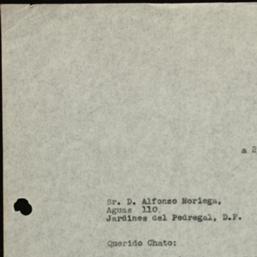 a 2
Sr. D. Alfonso Noriega,
Aguas 110,
Jardines del Pedregal, D.F.
Querido Chato: